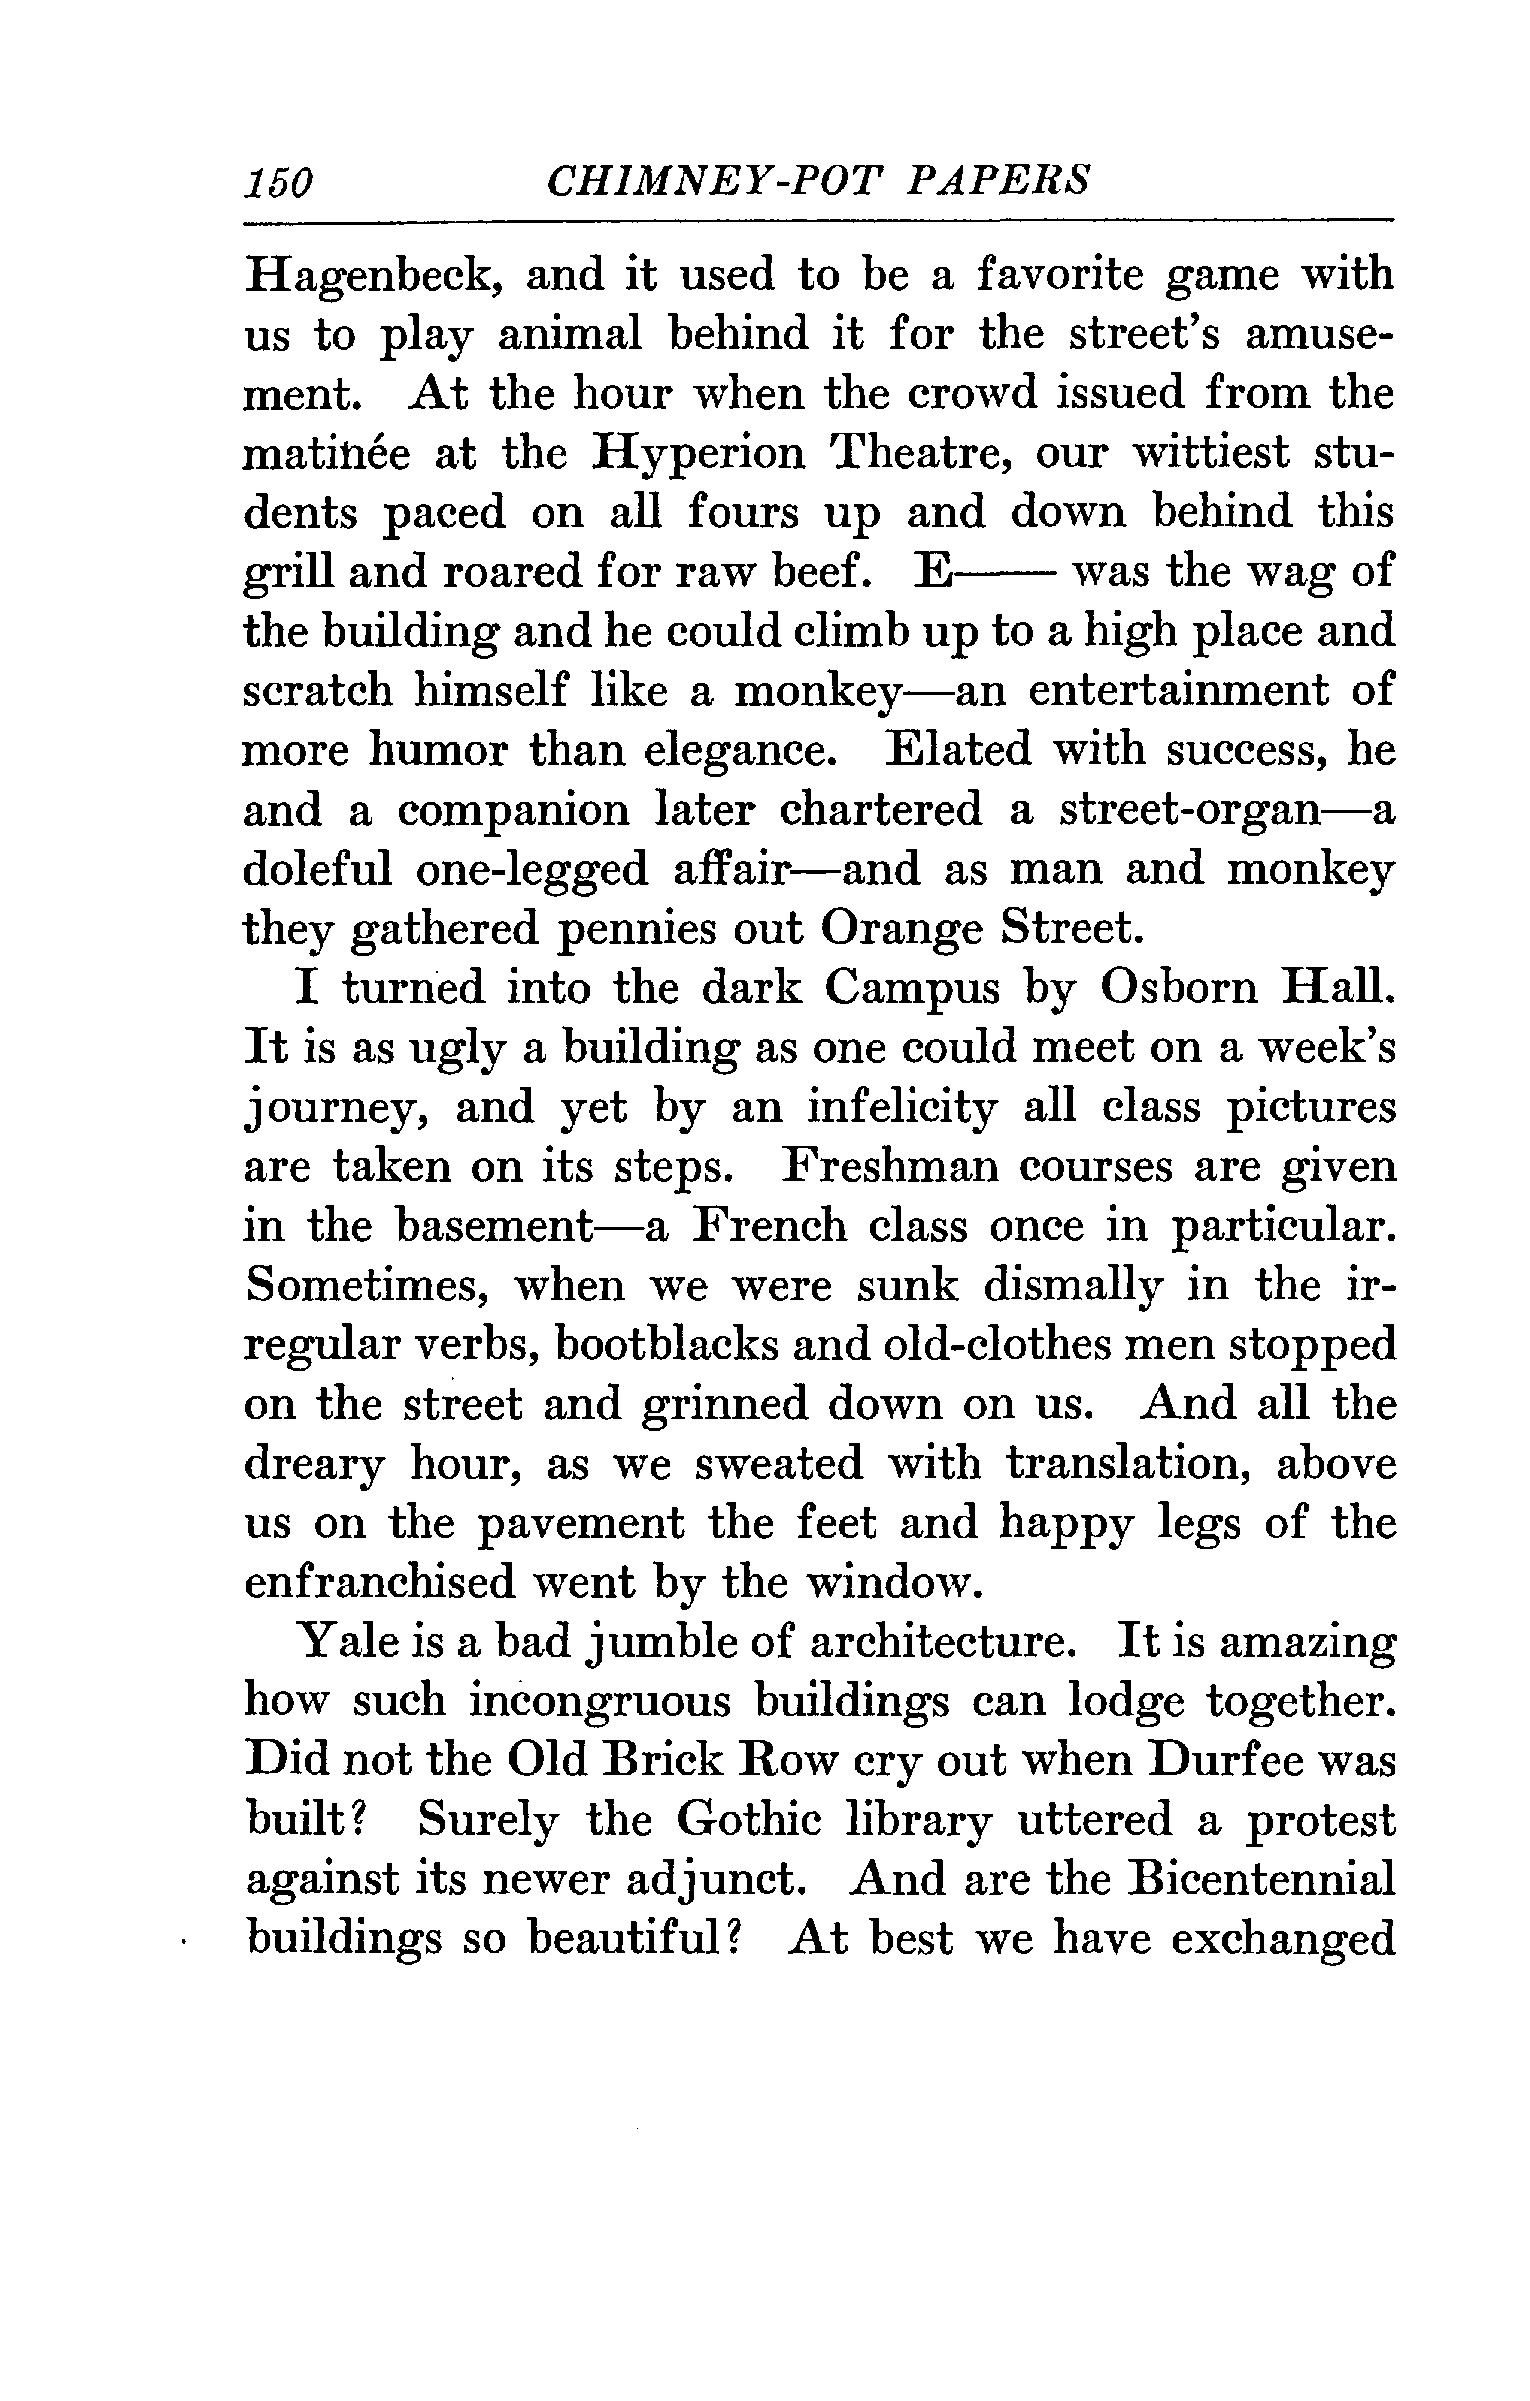 150 CHIMNEY-POT PAPERS
Hagenbeck, and it used to be a favorite game with
us to play animal behind it for the street's amuse-
ment. At the hour when the crowd issued from the
matinée at the Hyperion Theatre, our wittiest stu-
dents paced on all fours up and down behind this
grill and roared for raw beef. E—— was the wag of
the building and he could climb up to a high place and
scratch himself like a monkey—an entertainment of
more humor than elegance. Elated with success, he
and a companion later chartered a street-organ—a
doleful one-legged affair—and as man and monkey
they gathered pennies out Orange Street.
I turned into the dark Campus by Osborn Hall.
It is as ugly a building as one could meet on a week's
journey, and yet by an infelicity all class pictures
are taken on its steps. Freshman courses are given
in the basement—a French class once in particular.
Sometimes, when we were sunk dismally in the ir-
regular verbs, bootblacks and old-clothes men stopped
on the street and grinned down on us. And all the
dreary hour, as we sweated with translation, above
us on the pavement the feet and happy legs of the
enfranchised went by the window.
Yale is a bad jumble of architecture. It is amazing
how such incongruous buildings can lodge together.
Did not the Old Brick Row cry out when Durfee was
built? Surely the Gothic library uttered a protest
against its newer adjunct. And are the Bicentennial
buildings so beautiful? At best we have exchanged